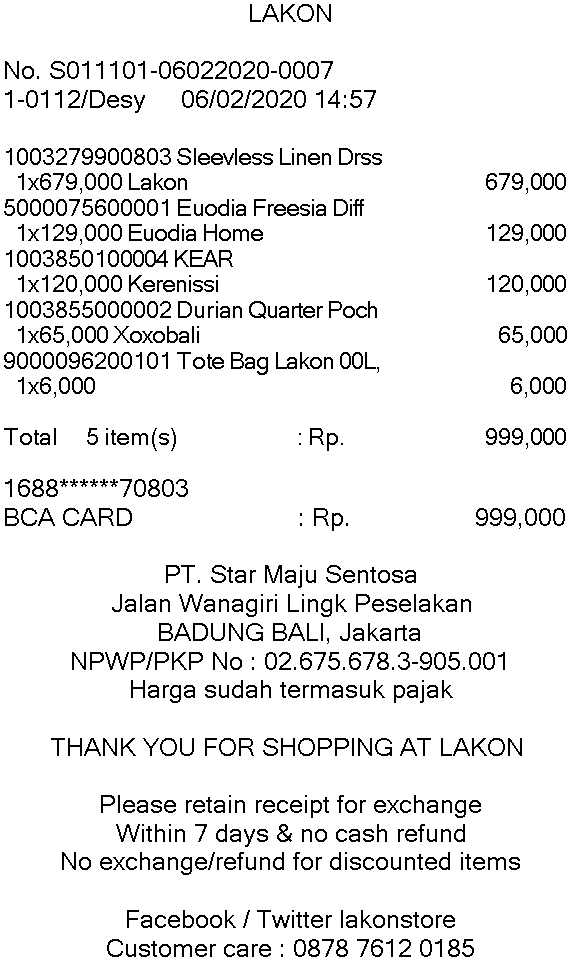 LAKON
No. S011101-06022020-0007
1-0112/Desy 06/02/2020 14:57
1003279900803 Sleevless Linen Drss
1x679,000 Lakon 679,000
5000075600001 Euodia Freesia Diff
1x129,000 Euodia Home 129,000
1003850100004 KEAR
1x120,000 Kerenissi 120,000
1003855000002 Durian Quarter Poch
1x65,000 Xoxobali 65,000
9000096200101 Tote Bag Lakon 00L,
1x6,000 6,000
Total 5 item(s) : Rp. 999,000
1688******70803
BCA CARD : Rp. 999,000
PT. Star Maju Sentosa
Jalan Wanagiri Lingk Peselakan
BADUNG BALI, Jakarta
NPWP/PKP No : 02.675.678.3-905.001
Harga sudah termasuk pajak
THANK YOU FOR SHOPPING AT LAKON
Please retain receipt for exchange
Within 7 days & no cash refund
No exchange/refund for discounted items
Facebook / Twitter lakonstore
Customer care : 0878 7612 0185